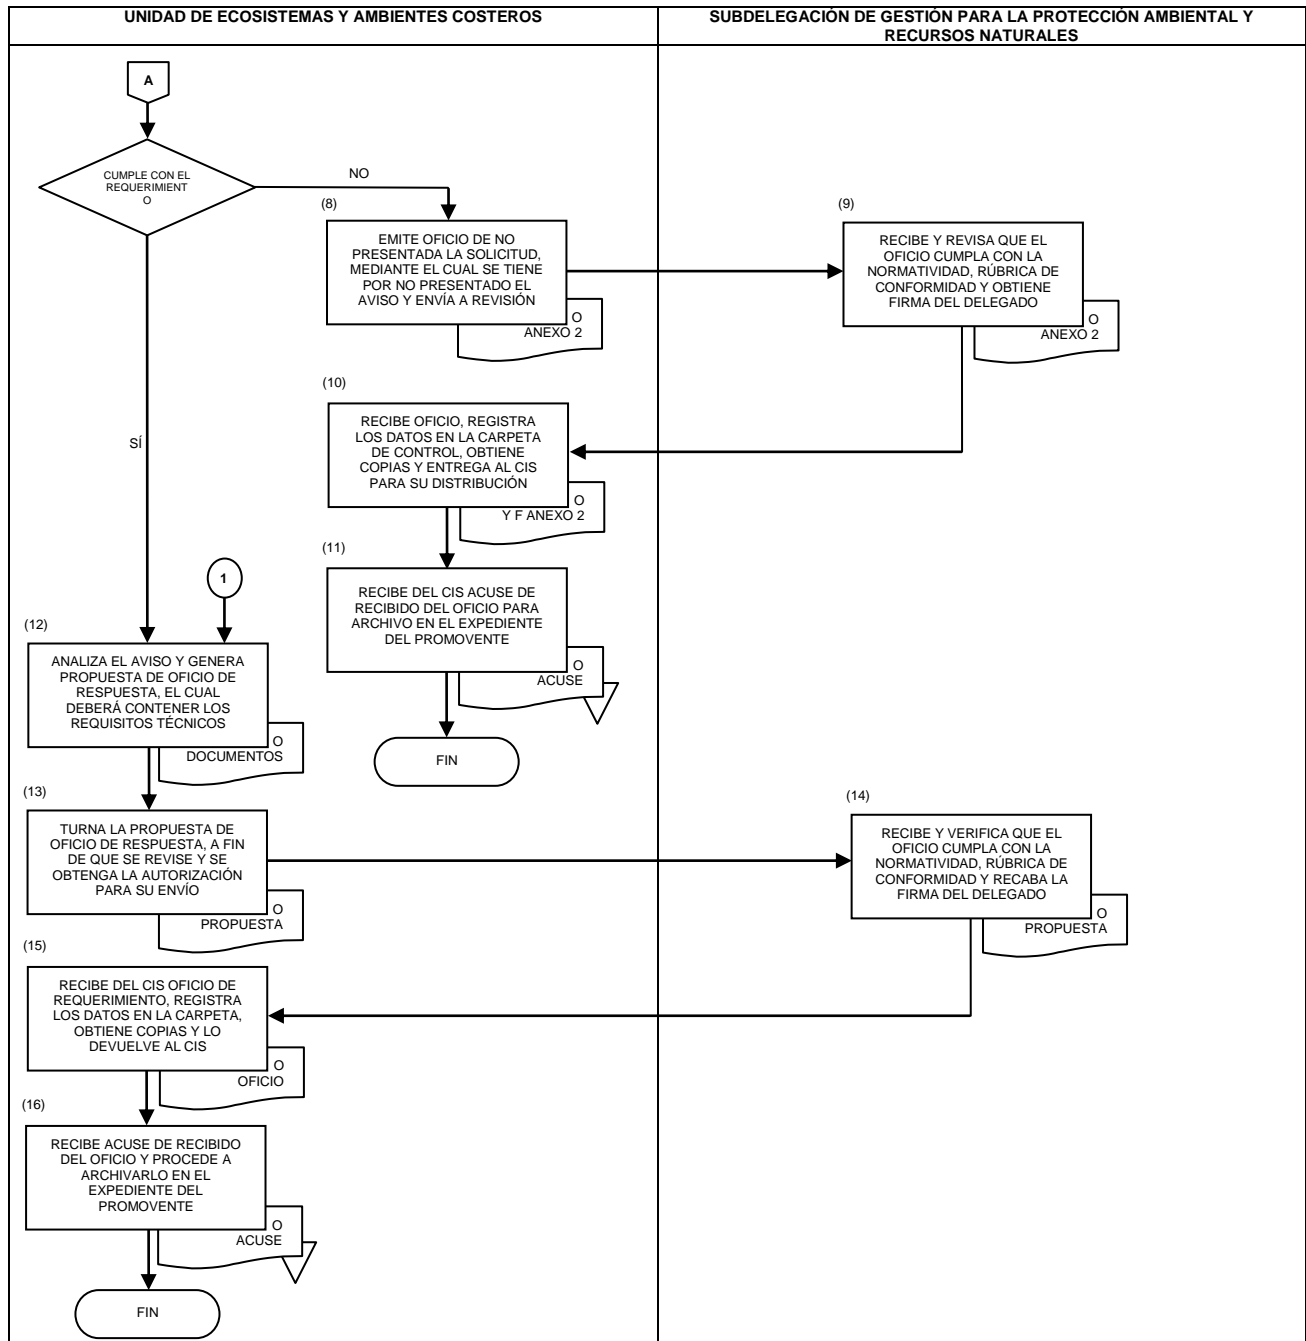 UNIDAD DE ECOSISTEMAS Y AMBIENTES COSTEROS
SUBDELEGACIÓN DE GESTIÓN PARA LA PROTECCIÓN AMBIENTAL Y
RECURSOS NATURALES
A
CUMPLE CON EL
REQUERIMIENT
O
NO
SÍ
(8)
EMITE OFICIO DE NO
PRESENTADA LA SOLICITUD,
MEDIANTE EL CUAL SE TIENE
POR NO PRESENTADO EL
AVISO Y ENVÍA A REVISIÓN
O
ANEXO 2
(9)
RECIBE Y REVISA QUE EL
OFICIO CUMPLA CON LA
NORMATIVIDAD, RÚBRICA DE
CONFORMIDAD Y OBTIENE
FIRMA DEL DELEGADO
O
ANEXO 2
(10)
RECIBE OFICIO, REGISTRA
LOS DATOS EN LA CARPETA
DE CONTROL, OBTIENE
COPIAS Y ENTREGA AL CIS
PARA SU DISTRIBUCIÓN
O
Y F ANEXO 2
(11)
RECIBE DEL CIS ACUSE DE
RECIBIDO DEL OFICIO PARA
ARCHIVO EN EL EXPEDIENTE
DEL PROMOVENTE
O
ACUSE
FIN
1
(12)
ANALIZA EL AVISO Y GENERA
PROPUESTA DE OFICIO DE
RESPUESTA, EL CUAL
DEBERÁ CONTENER LOS
REQUISITOS TÉCNICOS
O
DOCUMENTOS
(13)
TURNA LA PROPUESTA DE
OFICIO DE RESPUESTA, A FIN
DE QUE SE REVISE Y SE
OBTENGA LA AUTORIZACIÓN
PARA SU ENVÍO
O
PROPUESTA
(14)
RECIBE Y VERIFICA QUE EL
OFICIO CUMPLA CON LA
NORMATIVIDAD, RÚBRICA DE
CONFORMIDAD Y RECABA LA
FIRMA DEL DELEGADO
O
PROPUESTA
(15)
RECIBE DEL CIS OFICIO DE
REQUERIMIENTO, REGISTRA
LOS DATOS EN LA CARPETA,
OBTIENE COPIAS Y LO
DEVUELVE AL CIS
O
OFICIO
(16)
RECIBE ACUSE DE RECIBIDO
DEL OFICIO Y PROCEDE A
ARCHIVARLO EN EL
EXPEDIENTE DEL
PROMOVENTE
O
ACUSE
FIN